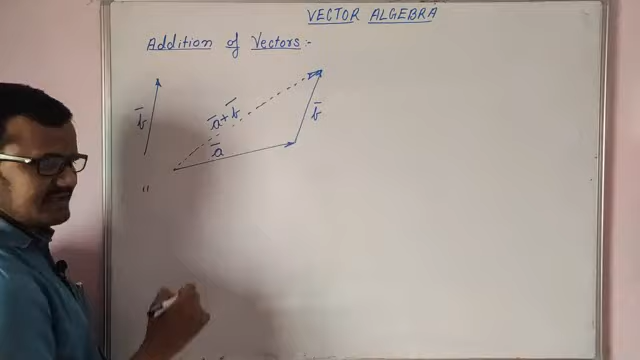 VECTOR ALGEBRA
Addition of Vectors:-
b̅
a̅+b̅
b̅
a̅